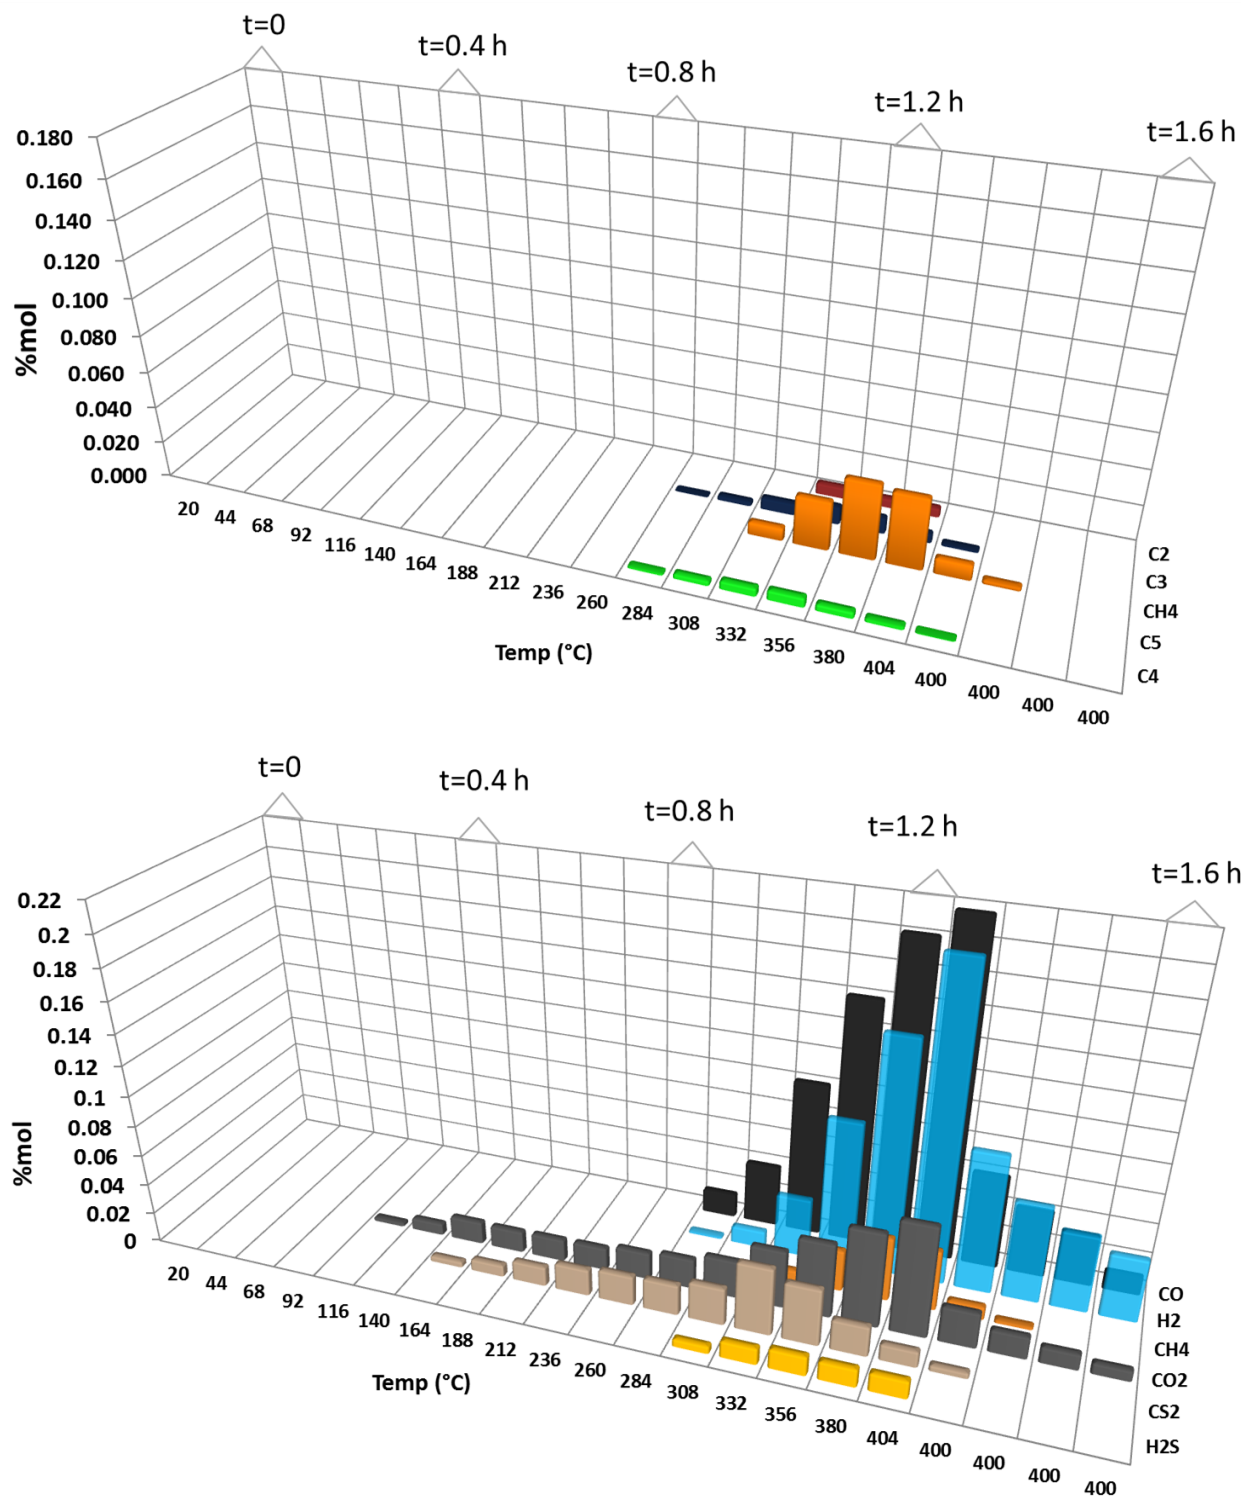 t=0
t=0.4 h
t=0.8 h
t=1.2 h
t=1.6 h
0.180
0.160
0.140
0.120
0.100
0.080
0.060
0.040
0.020
0.000
%mol
20
44
68
92
116
140
164
188
212
236
260
284
308
332
356
380
404
400
400
400
400
Temp (°C)
C2
C3
CH4
C5
C4
t=0
t=0.4 h
t=0.8 h
t=1.2 h
t=1.6 h
0.22
0.2
0.18
0.16
0.14
0.12
0.1
0.08
0.06
0.04
0.02
0
%mol
20
44
68
92
116
140
164
188
212
236
260
284
308
332
356
380
404
400
400
400
400
Temp (°C)
CO
H2
CH4
CO2
CS2
H2S